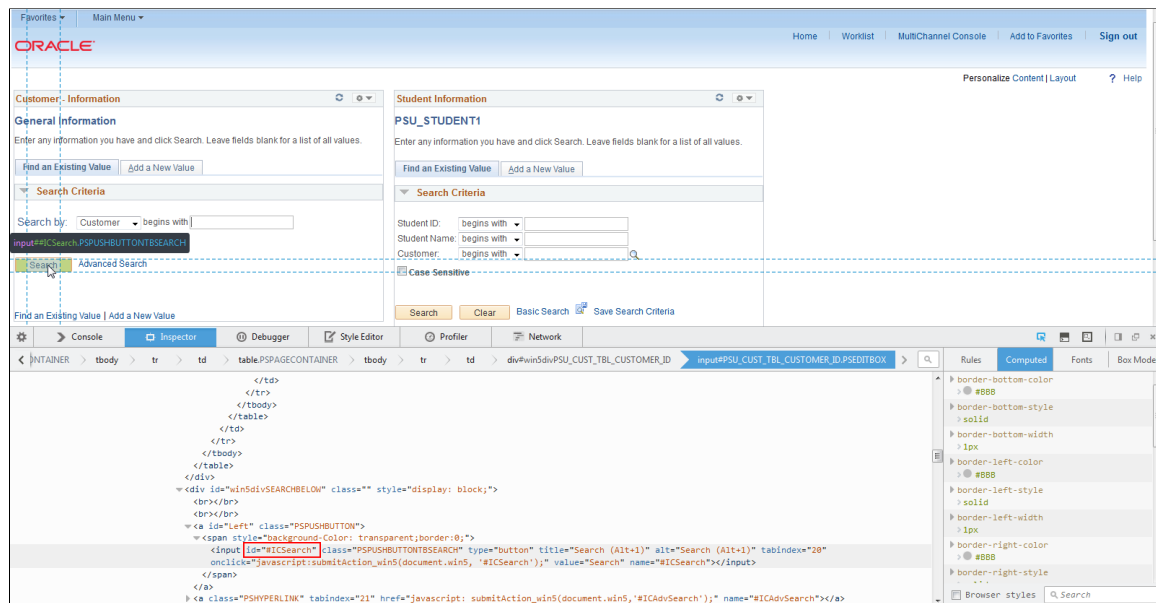 Favorites Main Menu
ORACLE
Home Worklist MultiChannel Console Add to Favorites Sign out
Personalize Content | Layout ? Help
Customer - Information
General Information
Enter any information you have and click Search. Leave fields blank for a list of all values.
Find an Existing Value Add a New Value
Search Criteria
Search by: Customer begins with
input##ICSearch.PSPUSHBUTTONTBSEARCH
Search Advanced Search
Find an Existing Value | Add a New Value
Student Information
PSU_STUDENT1
Enter any information you have and click Search. Leave fields blank for a list of all values.
Find an Existing Value Add a New Value
Search Criteria
Student ID: begins with
Student Name: begins with
Customer: begins with
Case Sensitive
Search Clear Basic Search Save Search Criteria
Console Inspector Debugger Style Editor Profiler Network
tbody tr td table.PSPAGECONTAINER tbody tr td div#win5divPSU_CUST_TBL_CUSTOMER_ID input#PSU_CUST_TBL_CUSTOMER_ID.PSEDITBOX
</td>
</tr>
</tbody>
</table>
</td>
</tr>
</tbody>
</table>
</div>
<div id="win5divSEARCHBELOW" class="" style="display: block;">
<br></br>
<br></br>
<a id="Left" class="PSPUSHBUTTON">
<span style="background-Color: transparent;border:0;">
<input id="#ICSearch" class="PSPUSHBUTTONTBSEARCH" type="button" title="Search (Alt+1)" alt="Search (Alt+1)" tabindex="20"
onclick="javascript:submitAction_win5(document.win5, '#ICSearch');" value="Search" name="#ICSearch"></input>
</span>
</a>
<a class="PSHYPERLINK" tabindex="21" href="javascript: submitAction_win5(document.win5,'#ICAdvSearch');" name="#ICAdvSearch"></a>
Rules Computed Fonts Box Mode
border-bottom-color
#BBB
border-bottom-style
solid
border-bottom-width
1px
border-left-color
#BBB
border-left-style
solid
border-left-width
1px
border-right-color
#BBB
border-right-style
Browser styles Search